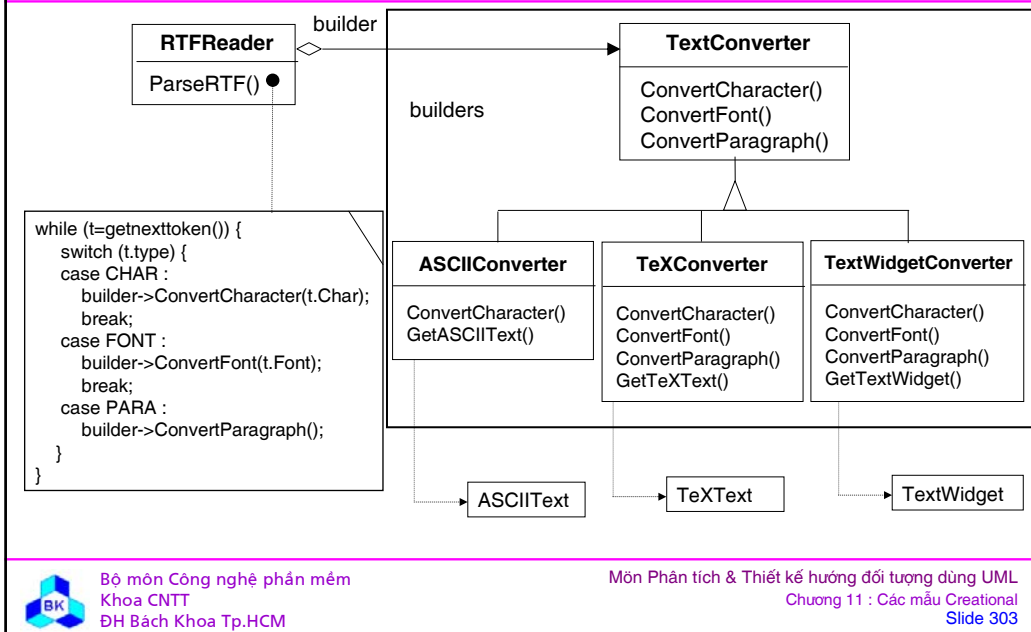 builder
RTFReader
ParseRTF()
TextConverter
ConvertCharacter()
ConvertFont()
ConvertParagraph()
builders
while (t=getnexttoken()) {
switch (t.type) {
case CHAR :
builder->ConvertCharacter(t.Char);
break;
case FONT :
builder->ConvertFont(t.Font);
break;
case PARA :
builder->ConvertParagraph();
}
}
ASCIIConverter
ConvertCharacter()
GetASCIIText()
TeXConverter
ConvertCharacter()
ConvertFont()
ConvertParagraph()
GetTeXText()
TextWidgetConverter
ConvertCharacter()
ConvertFont()
ConvertParagraph()
GetTextWidget()
ASCIIText
TeXText
TextWidget
BK
Bộ môn Công nghệ phần mềm
Khoa CNTT
ĐH Bách Khoa Tp.HCM
Môn Phân tích & Thiết kế hướng đối tượng dùng UML
Chương 11 : Các mẫu Creational
Slide 303